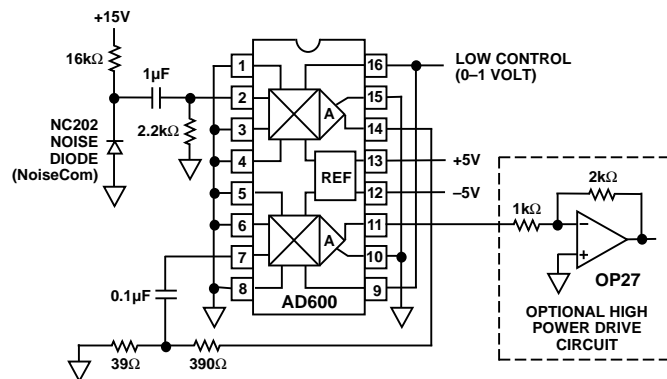 +15V
16kΩ
1µF
NC202
NOISE
DIODE
(NoiseCom)
2.2kΩ
1
2
3
4
5
6
7
8
16
15
14
13
12
11
10
9
A
REF
A
AD600
LOW CONTROL
(0–1 VOLT)
+5V
–5V
0.1µF
39Ω
390Ω
1kΩ
2kΩ
–
+
OP27
OPTIONAL HIGH
POWER DRIVE
CIRCUIT